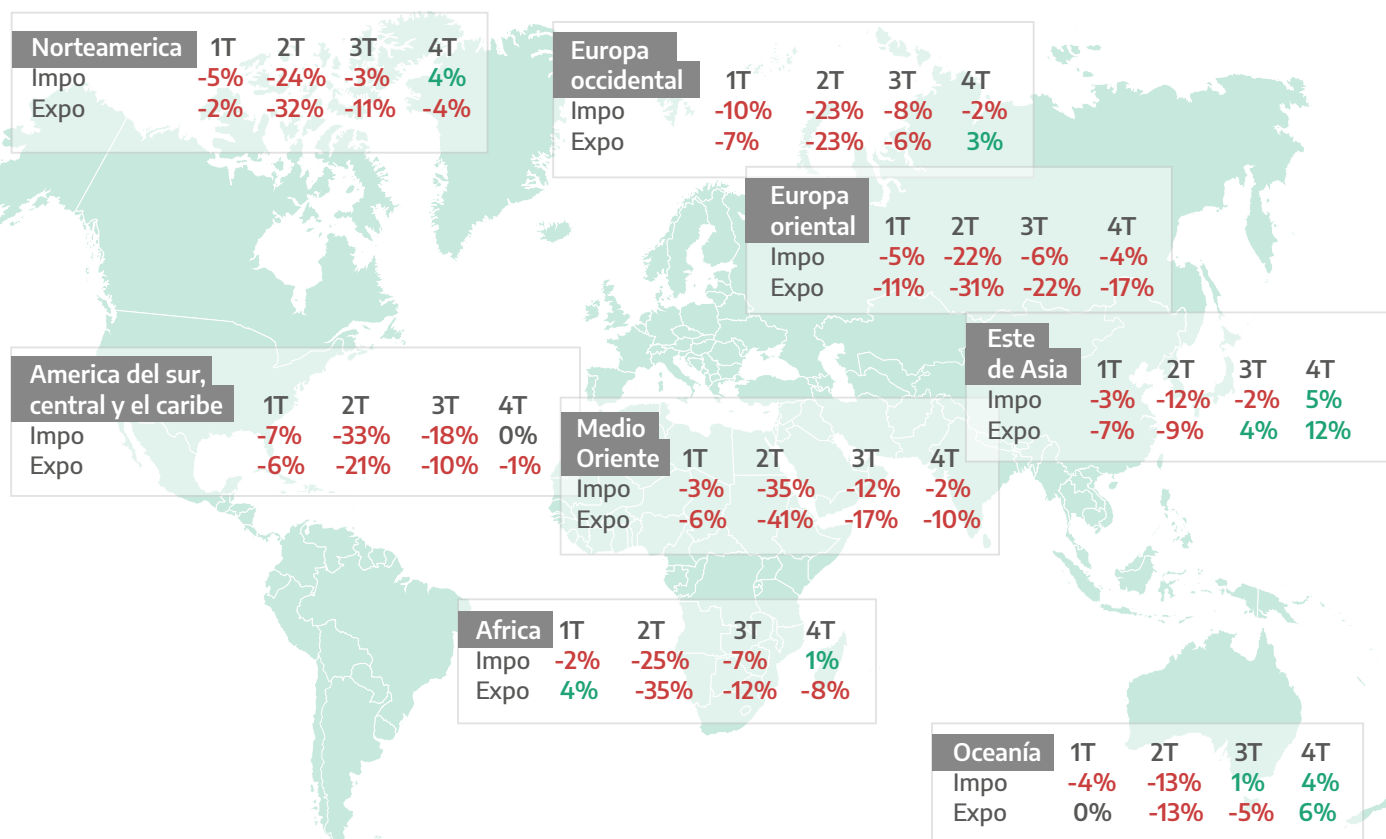 Norteamerica 1T 2T 3T 4T
Impo -5% -24% -3% 4%
Expo -2% -32% -11% -4%
Europa
occidental 1T 2T 3T 4T
Impo -10% -23% -8% -2%
Expo -7% -23% -6% 3%
Europa
oriental 1T 2T 3T 4T
Impo -5% -22% -6% -4%
Expo -11% -31% -22% -17%
Este
de Asia 1T 2T 3T 4T
Impo -3% -12% -2% 5%
Expo -7% -9% 4% 12%
America del sur,
central y el caribe 1T 2T 3T 4T
Impo -7% -33% -18% 0%
Expo -6% -21% -10% -1%
Medio
Oriente 1T 2T 3T 4T
Impo -3% -35% -12% -2%
Expo -6% -41% -17% -10%
Africa 1T 2T 3T 4T
Impo -2% -25% -7% 1%
Expo 4% -35% -12% -8%
Oceanía 1T 2T 3T 4T
Impo -4% -13% 1% 4%
Expo 0% -13% -5% 6%